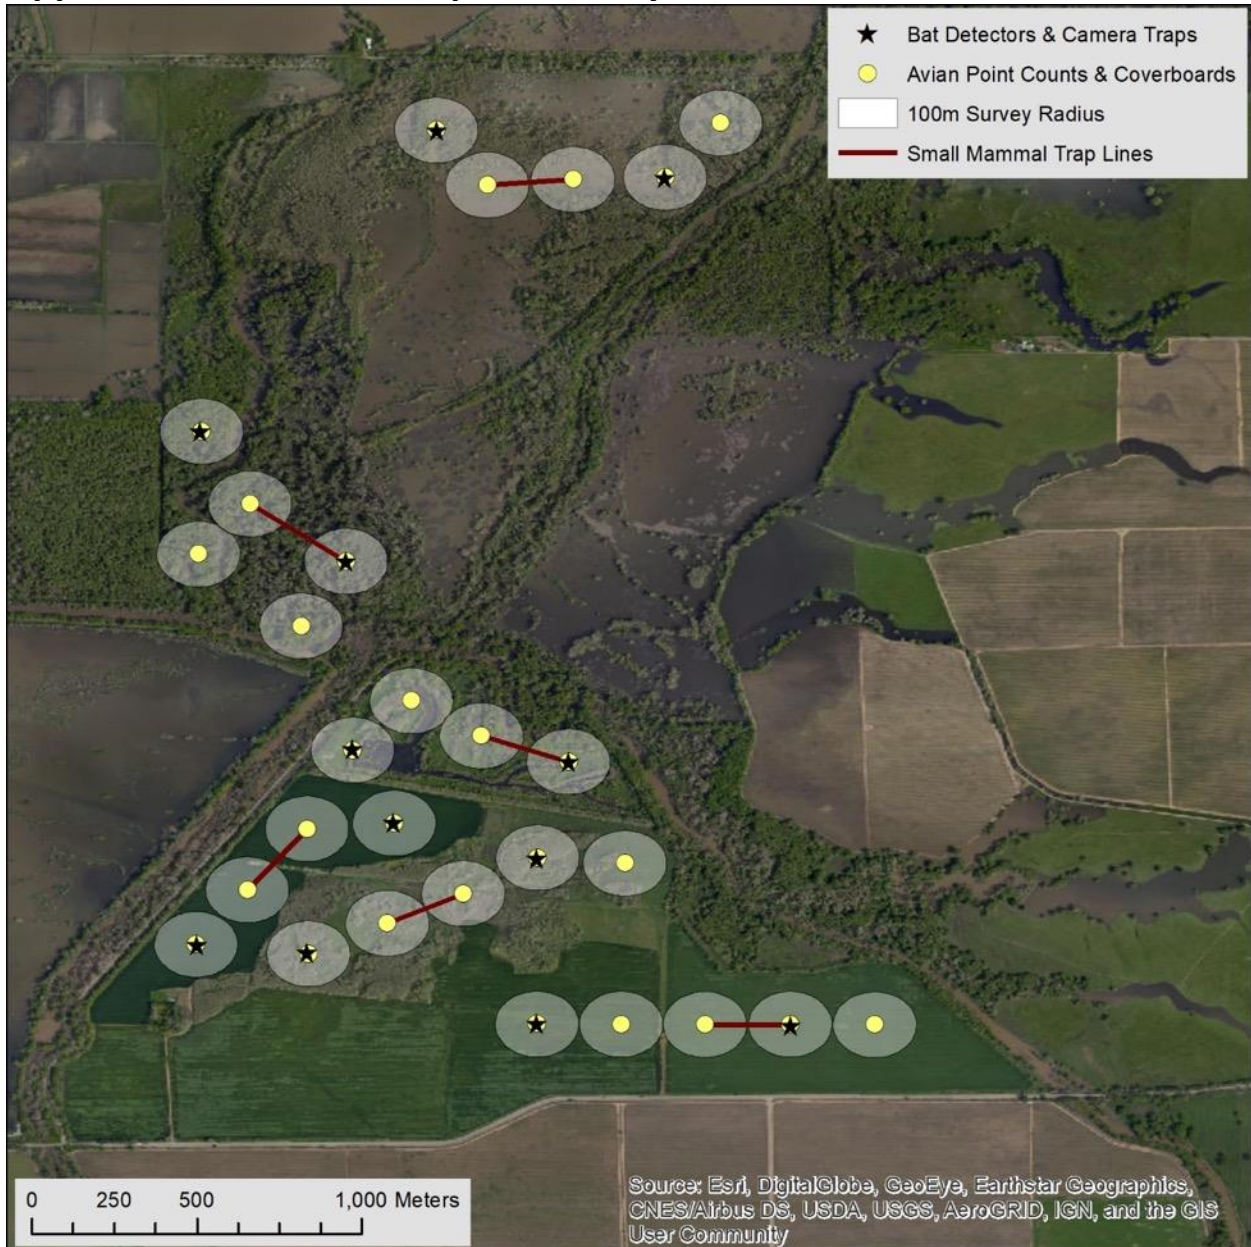 Bat Detectors & Camera Traps
Avian Point Counts & Coverboards
100m Survey Radius
Small Mammal Trap Lines
0 250 500 1,000 Meters
Source: Esri, DigitalGlobe, GeoEye, Earthstar Geographics,
CNES/Airbus DS, USDA, USGS, AeroGRID, IGN, and the GIS
User Community